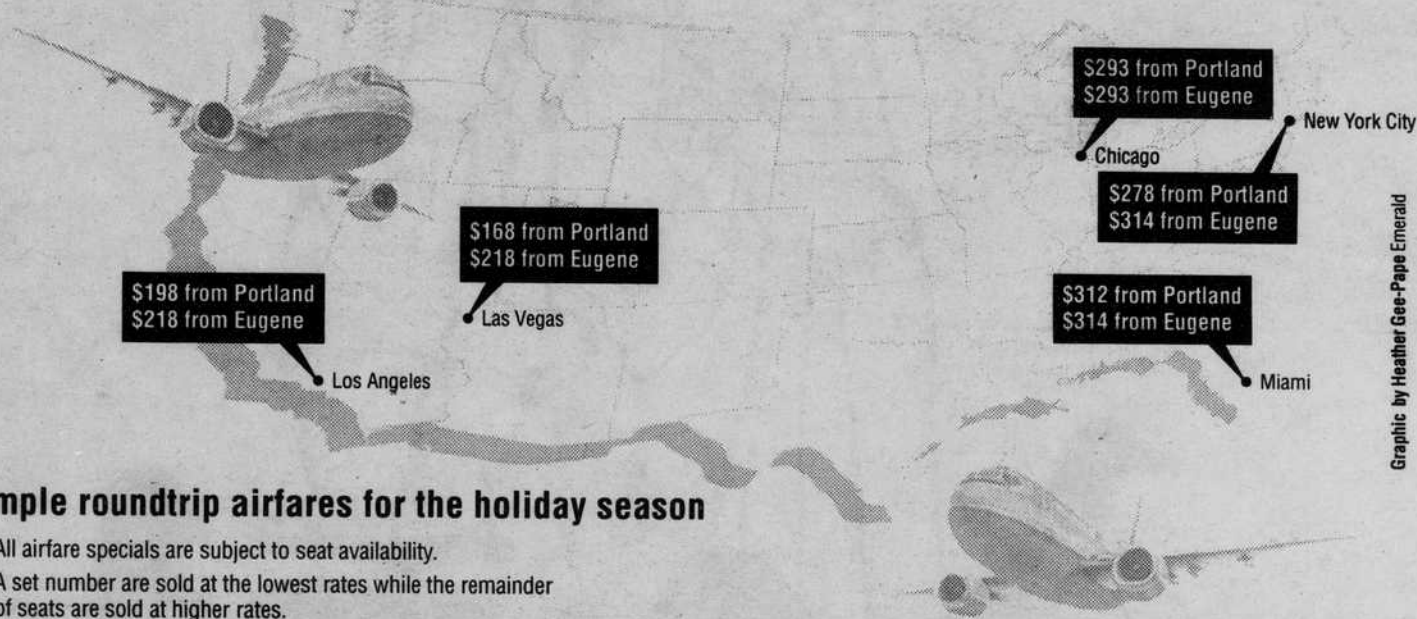 $293 from Portland
$293 from Eugene
New York City
Chicago
$278 from Portland
$314 from Eugene
$168 from Portland
$218 from Eugene
Las Vegas
$198 from Portland
$218 from Eugene
Los Angeles
$312 from Portland
$314 from Eugene
Miami
Graphic by Heather Gee-Pape Emerald
mple roundtrip airfares for the holiday season
All airfare specials are subject to seat availability.
A set number are sold at the lowest rates while the remainder
of seats are sold at higher rates.